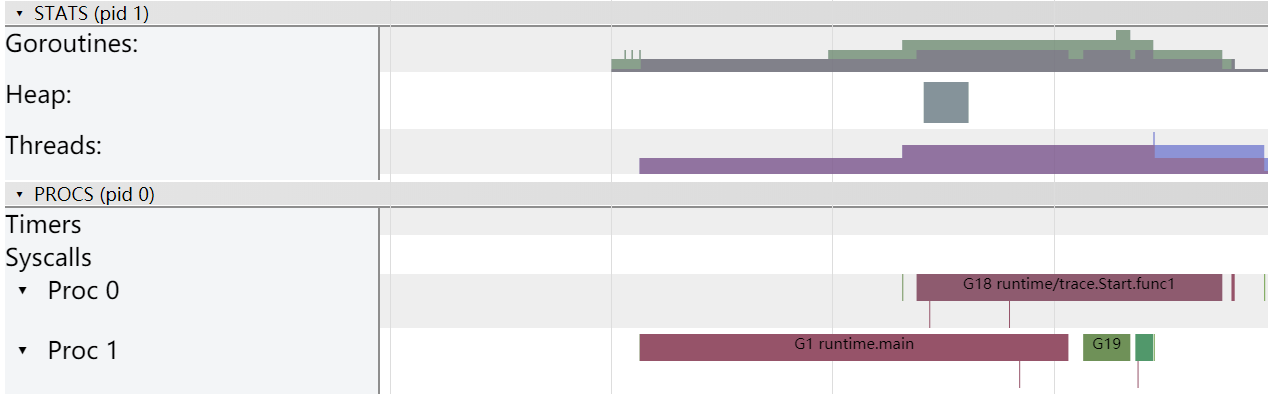 STATS (pid 1)
Goroutines:
Heap:
Threads:
PROCS (pid 0)
Timers
Syscalls
Proc 0
G18 runtime/trace.Start.func1
Proc 1
G1 runtime.main
G19